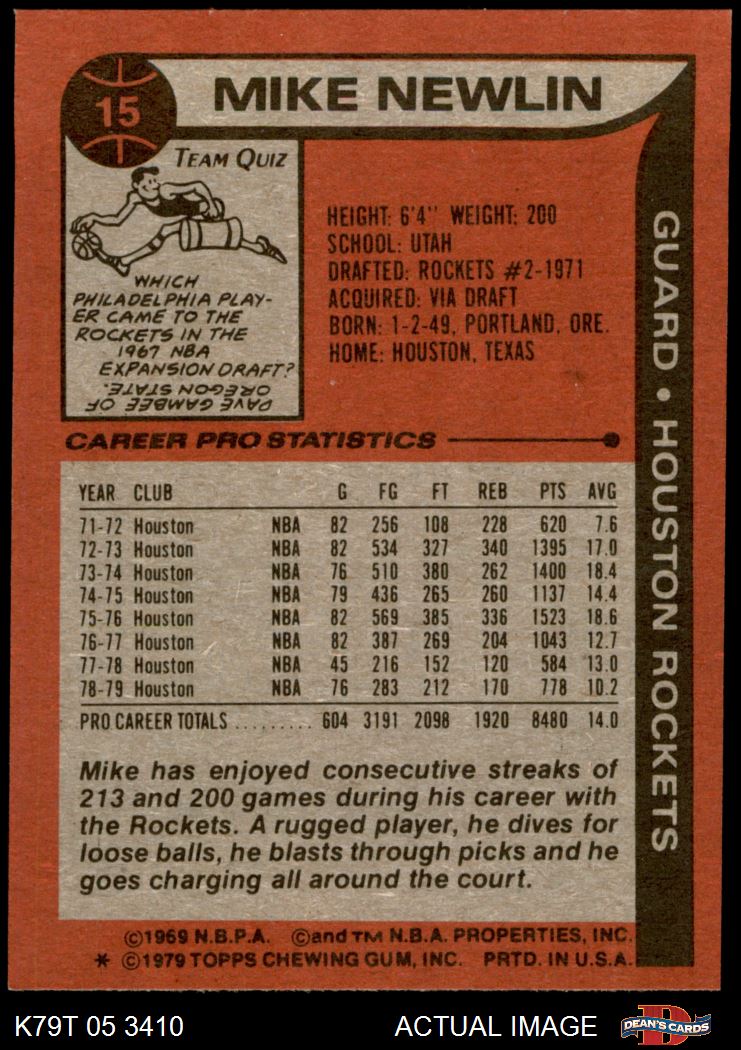 15
MIKE NEWLIN
TEAM QUIZ
WHICH
PHILADELPHIA PLAY-
ER CAME TO THE
ROCKETS IN THE
1967 NBA
EXPANSION DRAFT?
DAVE GAMBEE OF
OREGON STATE.
HEIGHT: 6'4" WEIGHT: 200
SCHOOL: UTAH
DRAFTED: ROCKETS #2-1971
ACQUIRED: VIA DRAFT
BORN: 1-2-49, PORTLAND, ORE.
HOME: HOUSTON, TEXAS
GUARD • HOUSTON ROCKETS
CAREER PRO STATISTICS
YEAR CLUB G FG FT REB PTS AVG
71-72 Houston NBA 82 256 108 228 620 7.6
72-73 Houston NBA 82 534 327 340 1395 17.0
73-74 Houston NBA 76 510 380 262 1400 18.4
74-75 Houston NBA 79 436 265 260 1137 14.4
75-76 Houston NBA 82 569 385 336 1523 18.6
76-77 Houston NBA 82 387 269 204 1043 12.7
77-78 Houston NBA 45 216 152 120 584 13.0
78-79 Houston NBA 76 283 212 170 778 10.2
PRO CAREER TOTALS ......... 604 3191 2098 1920 8480 14.0
Mike has enjoyed consecutive streaks of
213 and 200 games during his career with
the Rockets. A rugged player, he dives for
loose balls, he blasts through picks and he
goes charging all around the court.
©1969 N.B.P.A. ©and TM N.B.A. PROPERTIES, INC.
* ©1979 TOPPS CHEWING GUM, INC. PRTD. IN U.S.A.
K79T 05 3410
ACTUAL IMAGE
D
DEAN'S CARDS